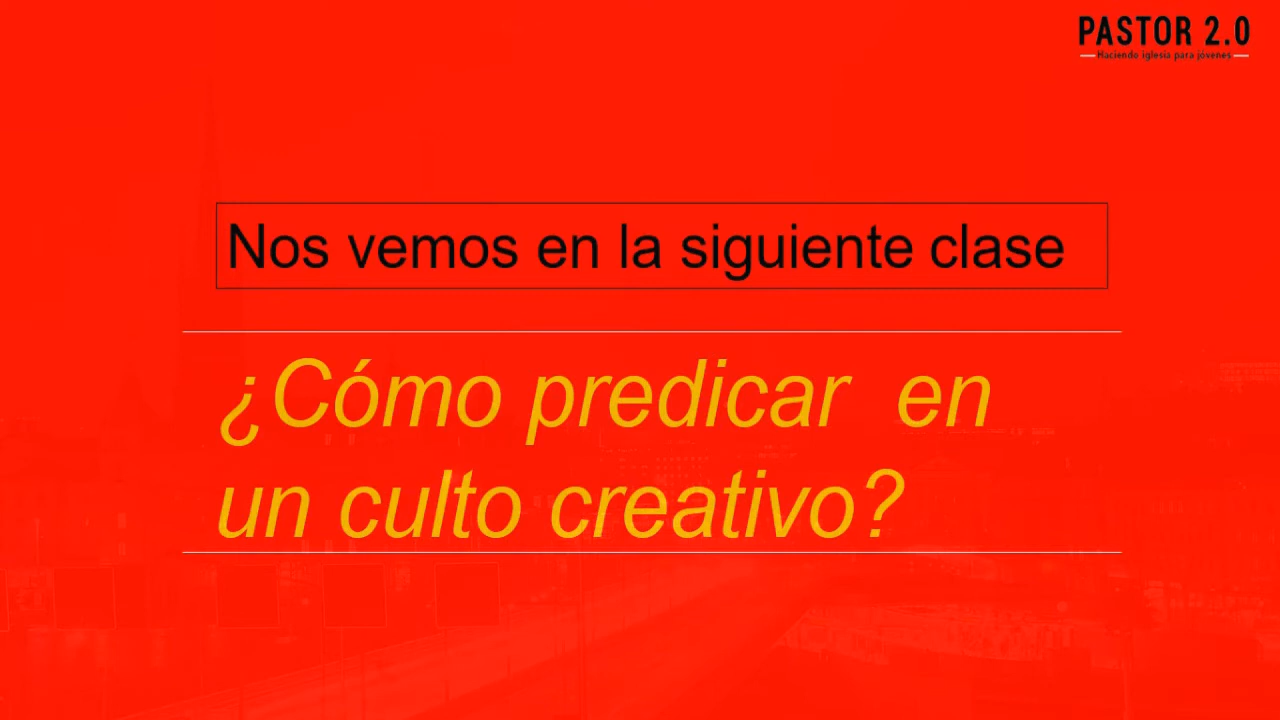 PASTOR 2.0
Haciendo iglesia para jóvenes
Nos vemos en la siguiente clase
¿Cómo predicar en
un culto creativo?